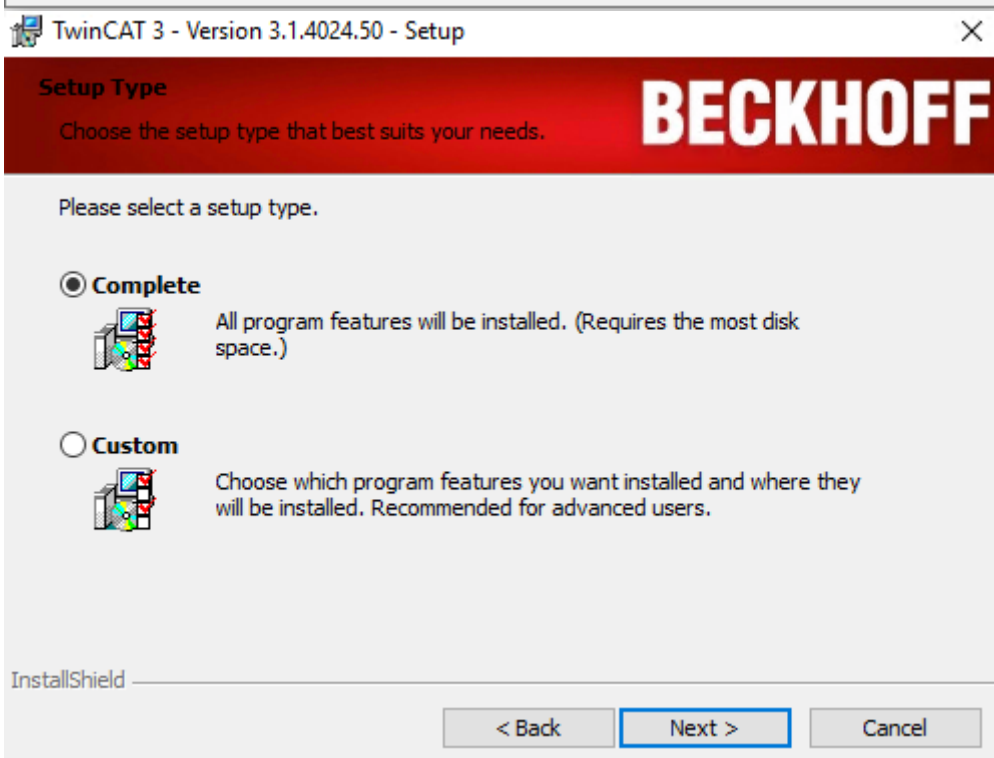 TwinCAT 3 - Version 3.1.4024.50 - Setup
Setup Type
BECKHOFF
Choose the setup type that best suits your needs.
Please select a setup type.
Complete
All program features will be installed. (Requires the most disk
space.)
Custom
Choose which program features you want installed and where they
will be installed. Recommended for advanced users.
InstallShield
< Back
Next >
Cancel